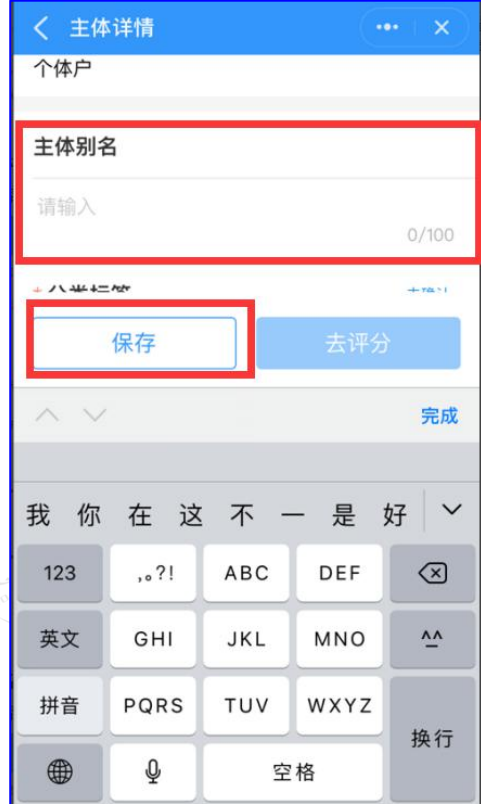 主体详情
个体户
主体别名
请输入
0/100
保存 去评分
完成
我 你 在 这 不 一 是 好
123 ,。?! ABC DEF
英文 GHI JKL MNO ^^
拼音 PQRS TUV WXYZ
换行
空格